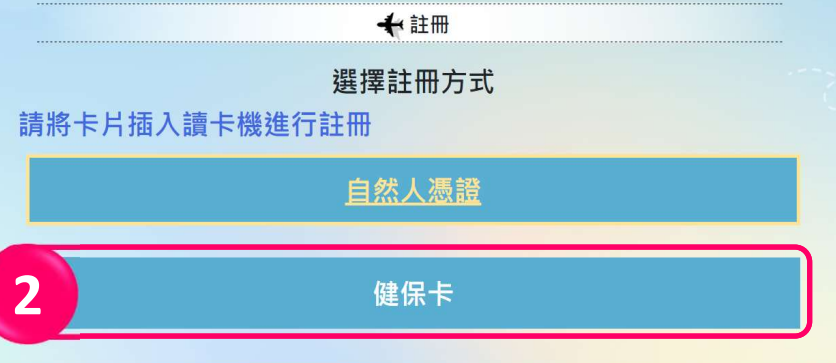 註冊
選擇註冊方式
請將卡片插入讀卡機進行註冊
自然人憑證
2
健保卡